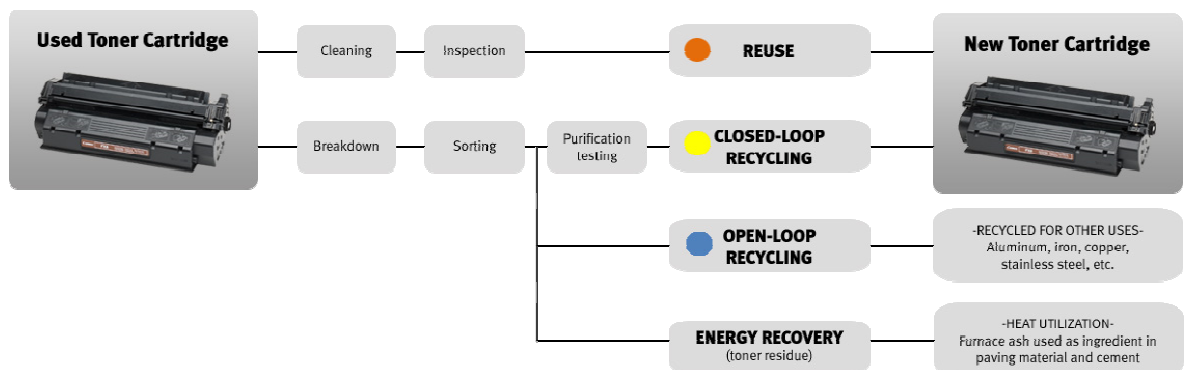 Used Toner Cartridge
Cleaning
Inspection
REUSE
New Toner Cartridge
Breakdown
Sorting
Purification
testing
CLOSED-LOOP
RECYCLING
OPEN-LOOP
RECYCLING
-RECYCLED FOR OTHER USES-
Aluminum, iron, copper,
stainless steel, etc.
ENERGY RECOVERY
(toner residue)
-HEAT UTILIZATION-
Furnace ash used as ingredient in
paving material and cement